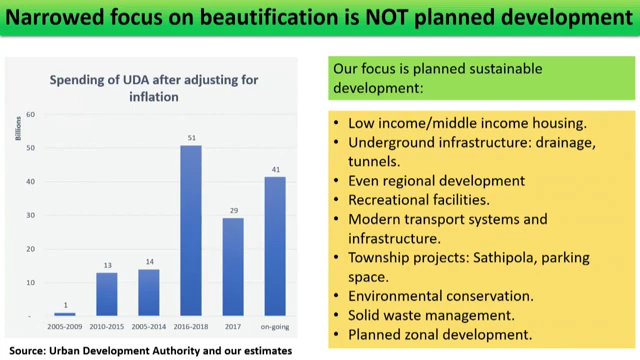 Narrowed focus on beautification is NOT planned development
Spending of UDA after adjusting for
inflation
Billions
60
50
40
30
20
10
-
1
13
14
51
29
41
2005-2009
2010-2015
2005-2014
2016-2018
2017
on-going
Source: Urban Development Authority and our estimates
Our focus is planned sustainable
development:
• Low income/middle income housing.
• Underground infrastructure: drainage,
tunnels.
• Even regional development
• Recreational facilities.
• Modern transport systems and
infrastructure.
• Township projects: Sathipola, parking
space.
• Environmental conservation.
• Solid waste management.
• Planned zonal development.